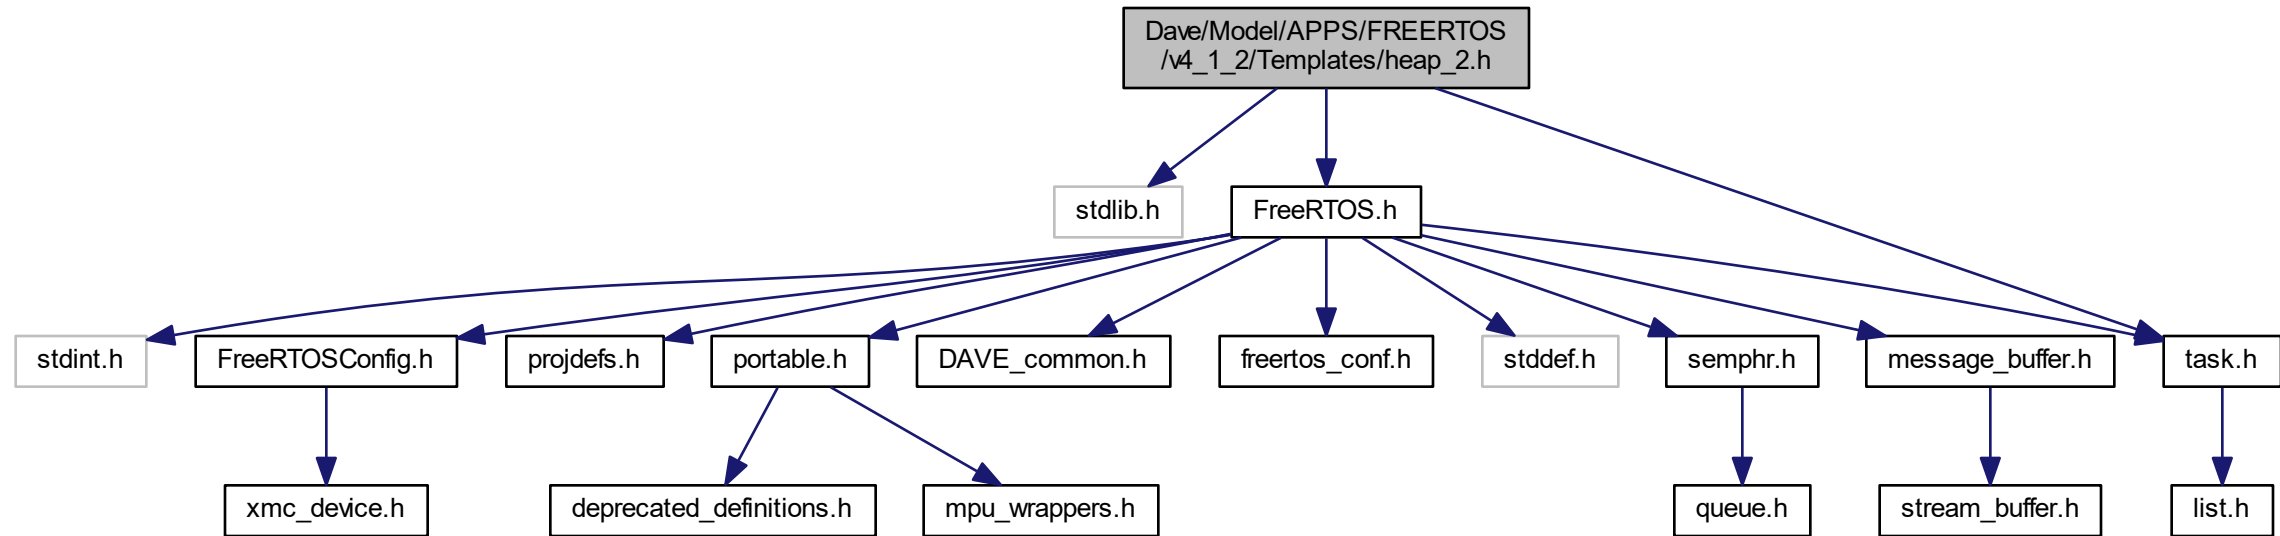 Dave/Model/APPS/FREERTOS
/v4_1_2/Templates/heap_2.h
stdlib.h
FreeRTOS.h
stdint.h
FreeRTOSConfig.h
projdefs.h
portable.h
DAVE_common.h
freertos_conf.h
stddef.h
semphr.h
message_buffer.h
task.h
xmc_device.h
deprecated_definitions.h
mpu_wrappers.h
queue.h
stream_buffer.h
list.h